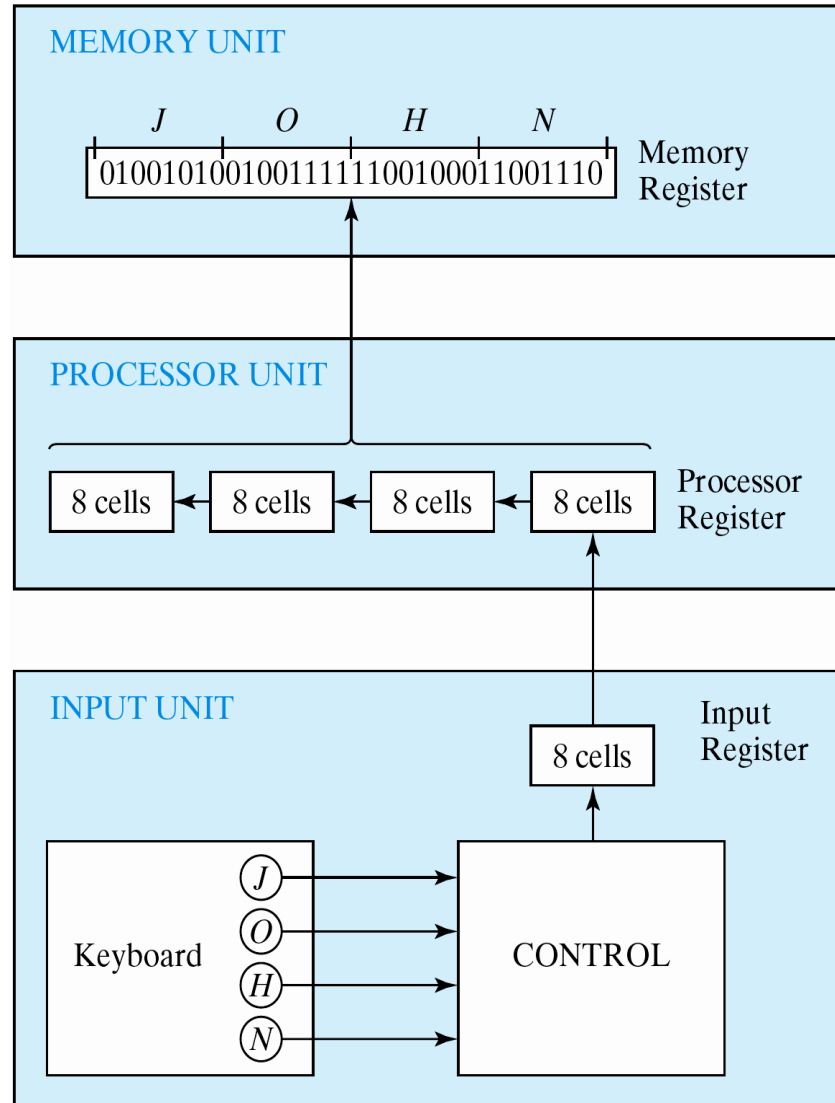 MEMORY UNIT
J O H N
01001010010011111100100011001110
Memory
Register
PROCESSOR UNIT
8 cells 8 cells 8 cells 8 cells
Processor
Register
INPUT UNIT
Input
Register
8 cells
J
O
Keyboard
CONTROL
H
N